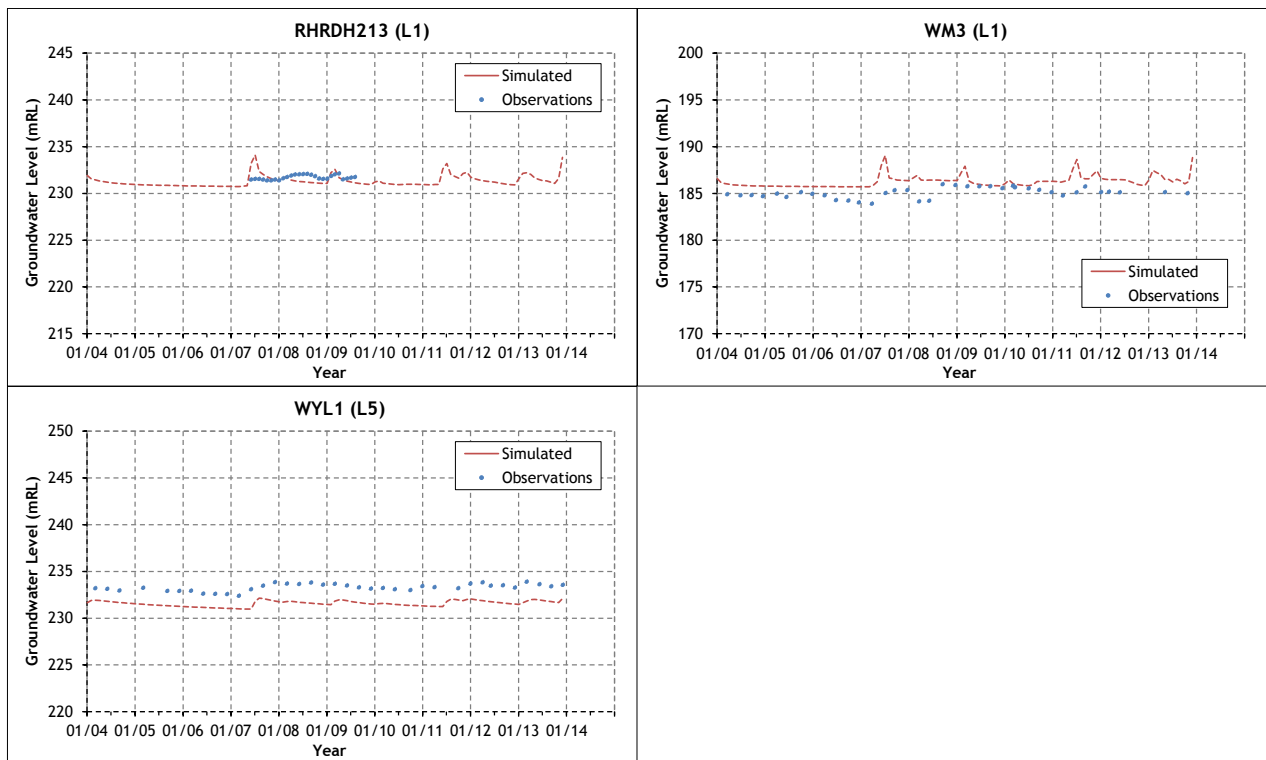 RHRDH213 (L1)
245
240
235
230
225
220
215
Groundwater Level (mRL)
Simulated
Observations
01/04 01/05 01/06 01/07 01/08 01/09 01/10 01/11 01/12 01/13 01/14
Year
WM3 (L1)
200
195
190
185
180
175
170
Groundwater Level (mRL)
Simulated
Observations
01/04 01/05 01/06 01/07 01/08 01/09 01/10 01/11 01/12 01/13 01/14
Year
WYL1 (L5)
250
245
240
235
230
225
220
Groundwater Level (mRL)
Simulated
Observations
01/04 01/05 01/06 01/07 01/08 01/09 01/10 01/11 01/12 01/13 01/14
Year